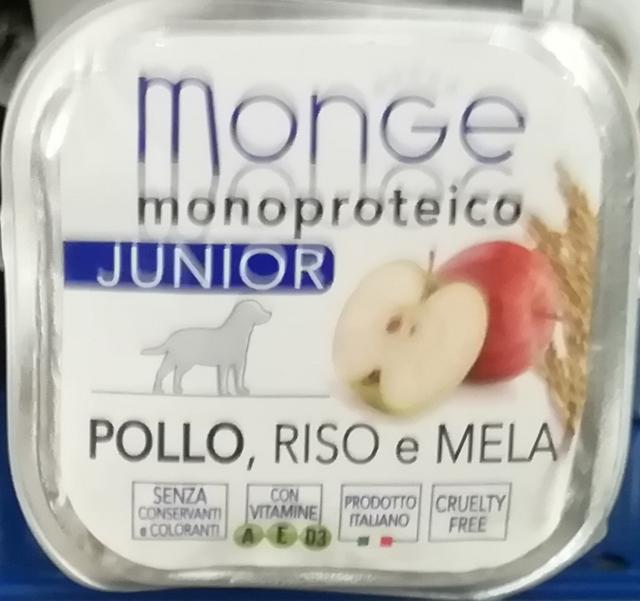 monge
monoproteico
JUNIOR
POLLO, RISO e MELA
SENZA
CONSERVANTI
e COLORANTI
CON
VITAMINE
A E D3
PRODOTTO
ITALIANO
CRUELTY
FREE